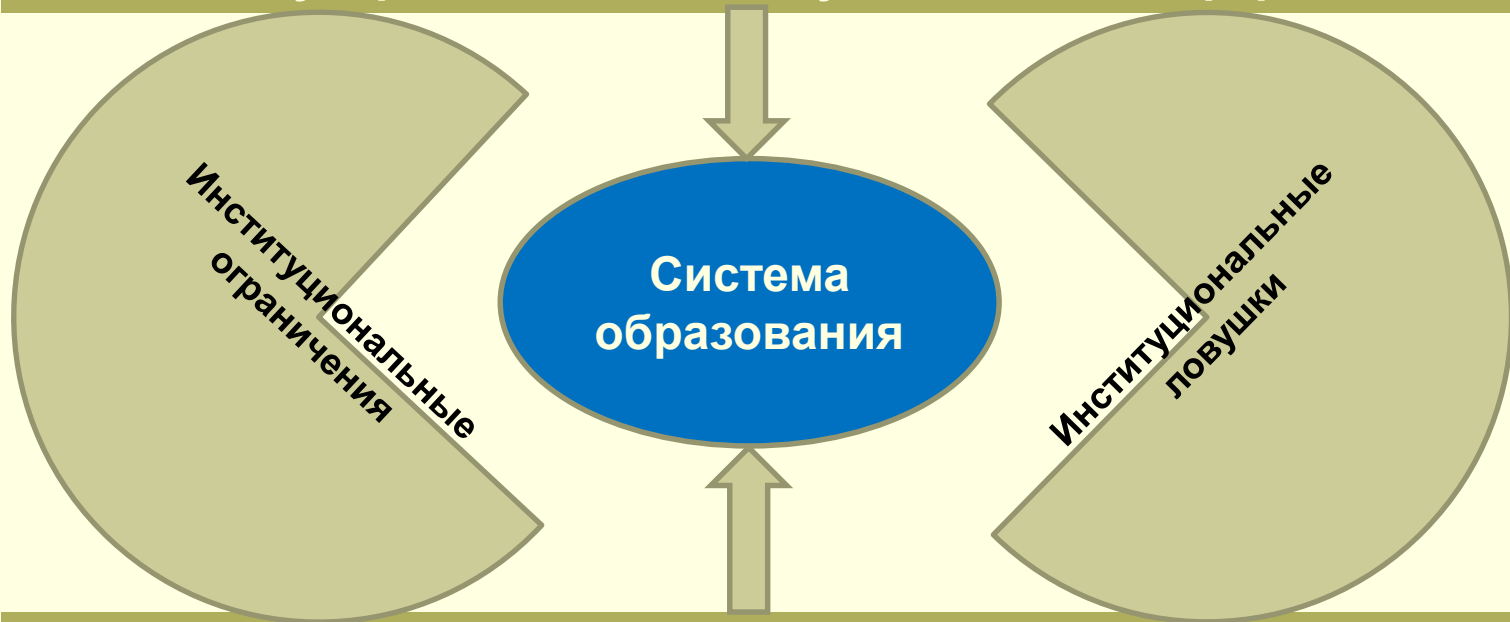 Институциональные
ограничения
Система
образования
Институциональные
ловушки